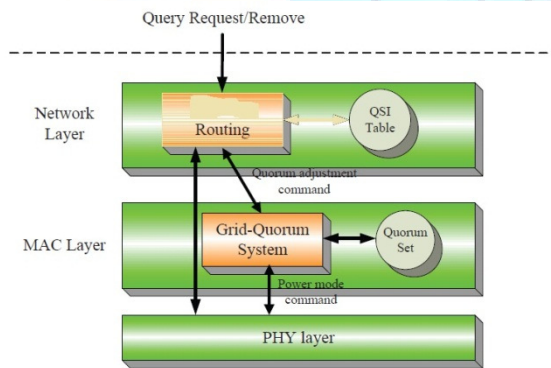 Query Request/Remove
Network
Layer
Routing
QSI
Table
Quorum adjustment
command
MAC Layer
Grid-Quorum
System
Quorum
Set
Power mode
command
PHY layer